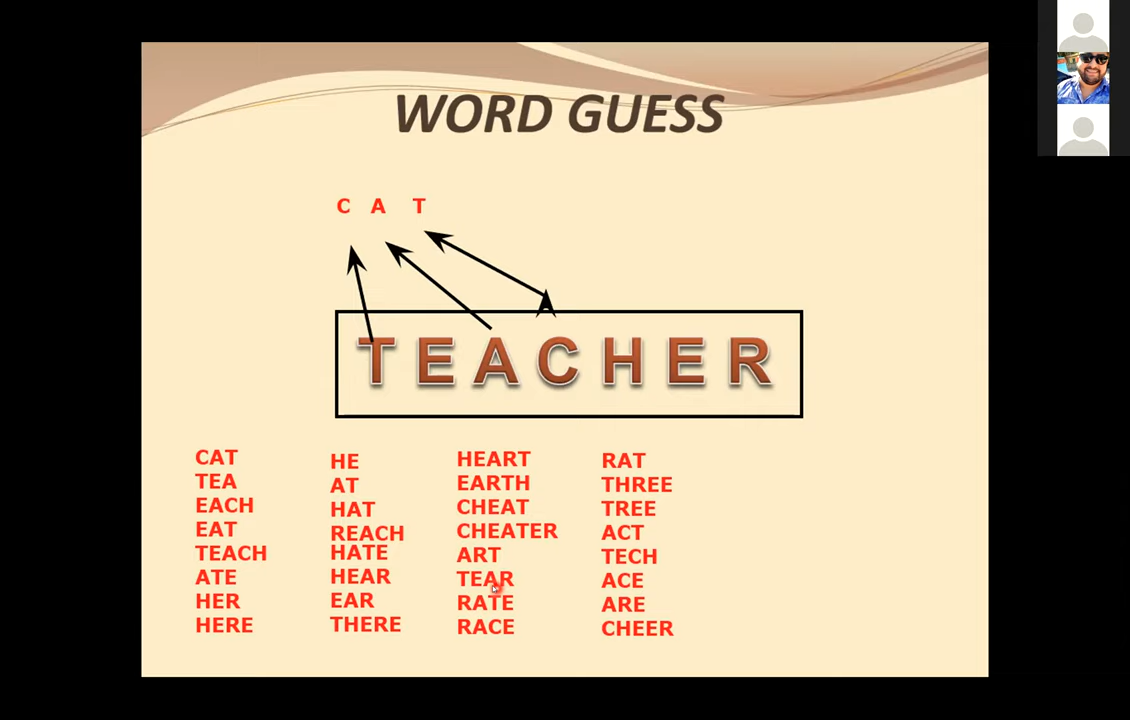 WORD GUESS
C A T
TEACHER
CAT
TEA
EACH
EAT
TEACH
ATE
HER
HERE
HE
AT
HAT
REACH
HATE
HEAR
EAR
THERE
HEART
EARTH
CHEAT
CHEATER
ART
TEAR
RATE
RACE
RAT
THREE
TREE
ACT
TECH
ACE
ARE
CHEER